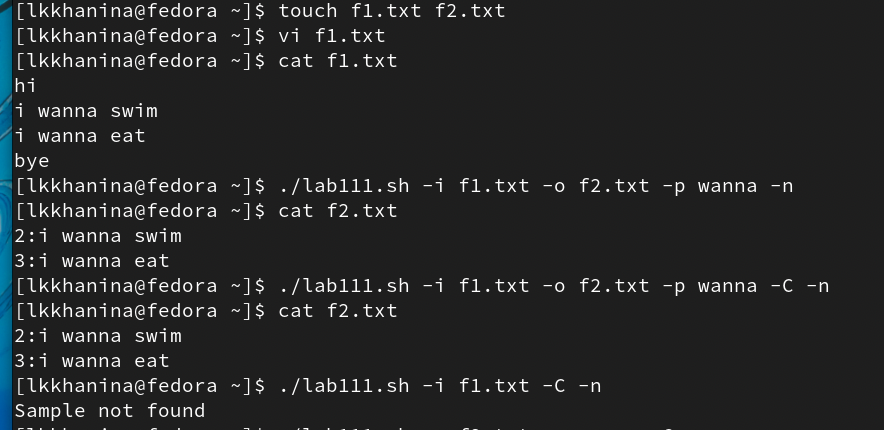 [lkkhanina@fedora ~]$ touch f1.txt f2.txt
[lkkhanina@fedora ~]$ vi f1.txt
[lkkhanina@fedora ~]$ cat f1.txt
hi
i wanna swim
i wanna eat
bye
[lkkhanina@fedora ~]$ ./lab111.sh -i f1.txt -o f2.txt -p wanna -n
[lkkhanina@fedora ~]$ cat f2.txt
2:i wanna swim
3:i wanna eat
[lkkhanina@fedora ~]$ ./lab111.sh -i f1.txt -o f2.txt -p wanna -C -n
[lkkhanina@fedora ~]$ cat f2.txt
2:i wanna swim
3:i wanna eat
[lkkhanina@fedora ~]$ ./lab111.sh -i f1.txt -C -n
Sample not found